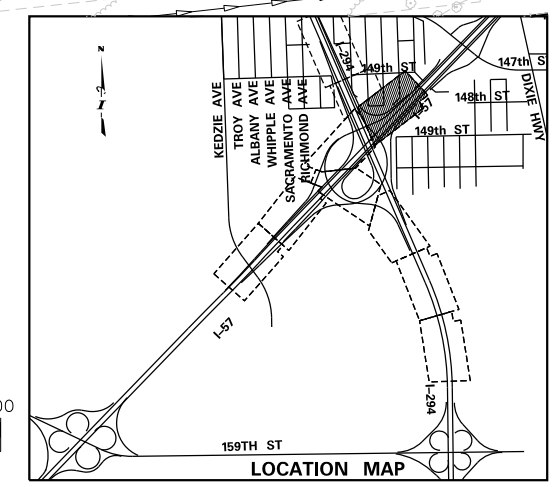 N
I-294
149th ST
147th S
148th ST
DIXIE HWY
I-57
149th ST
KEDZIE AVE
TROY AVE
ALBANY AVE
WHIPPLE AVE
SACRAMENTO AVE
RICHMOND AVE
I-57
I-294
00
159TH ST
LOCATION MAP